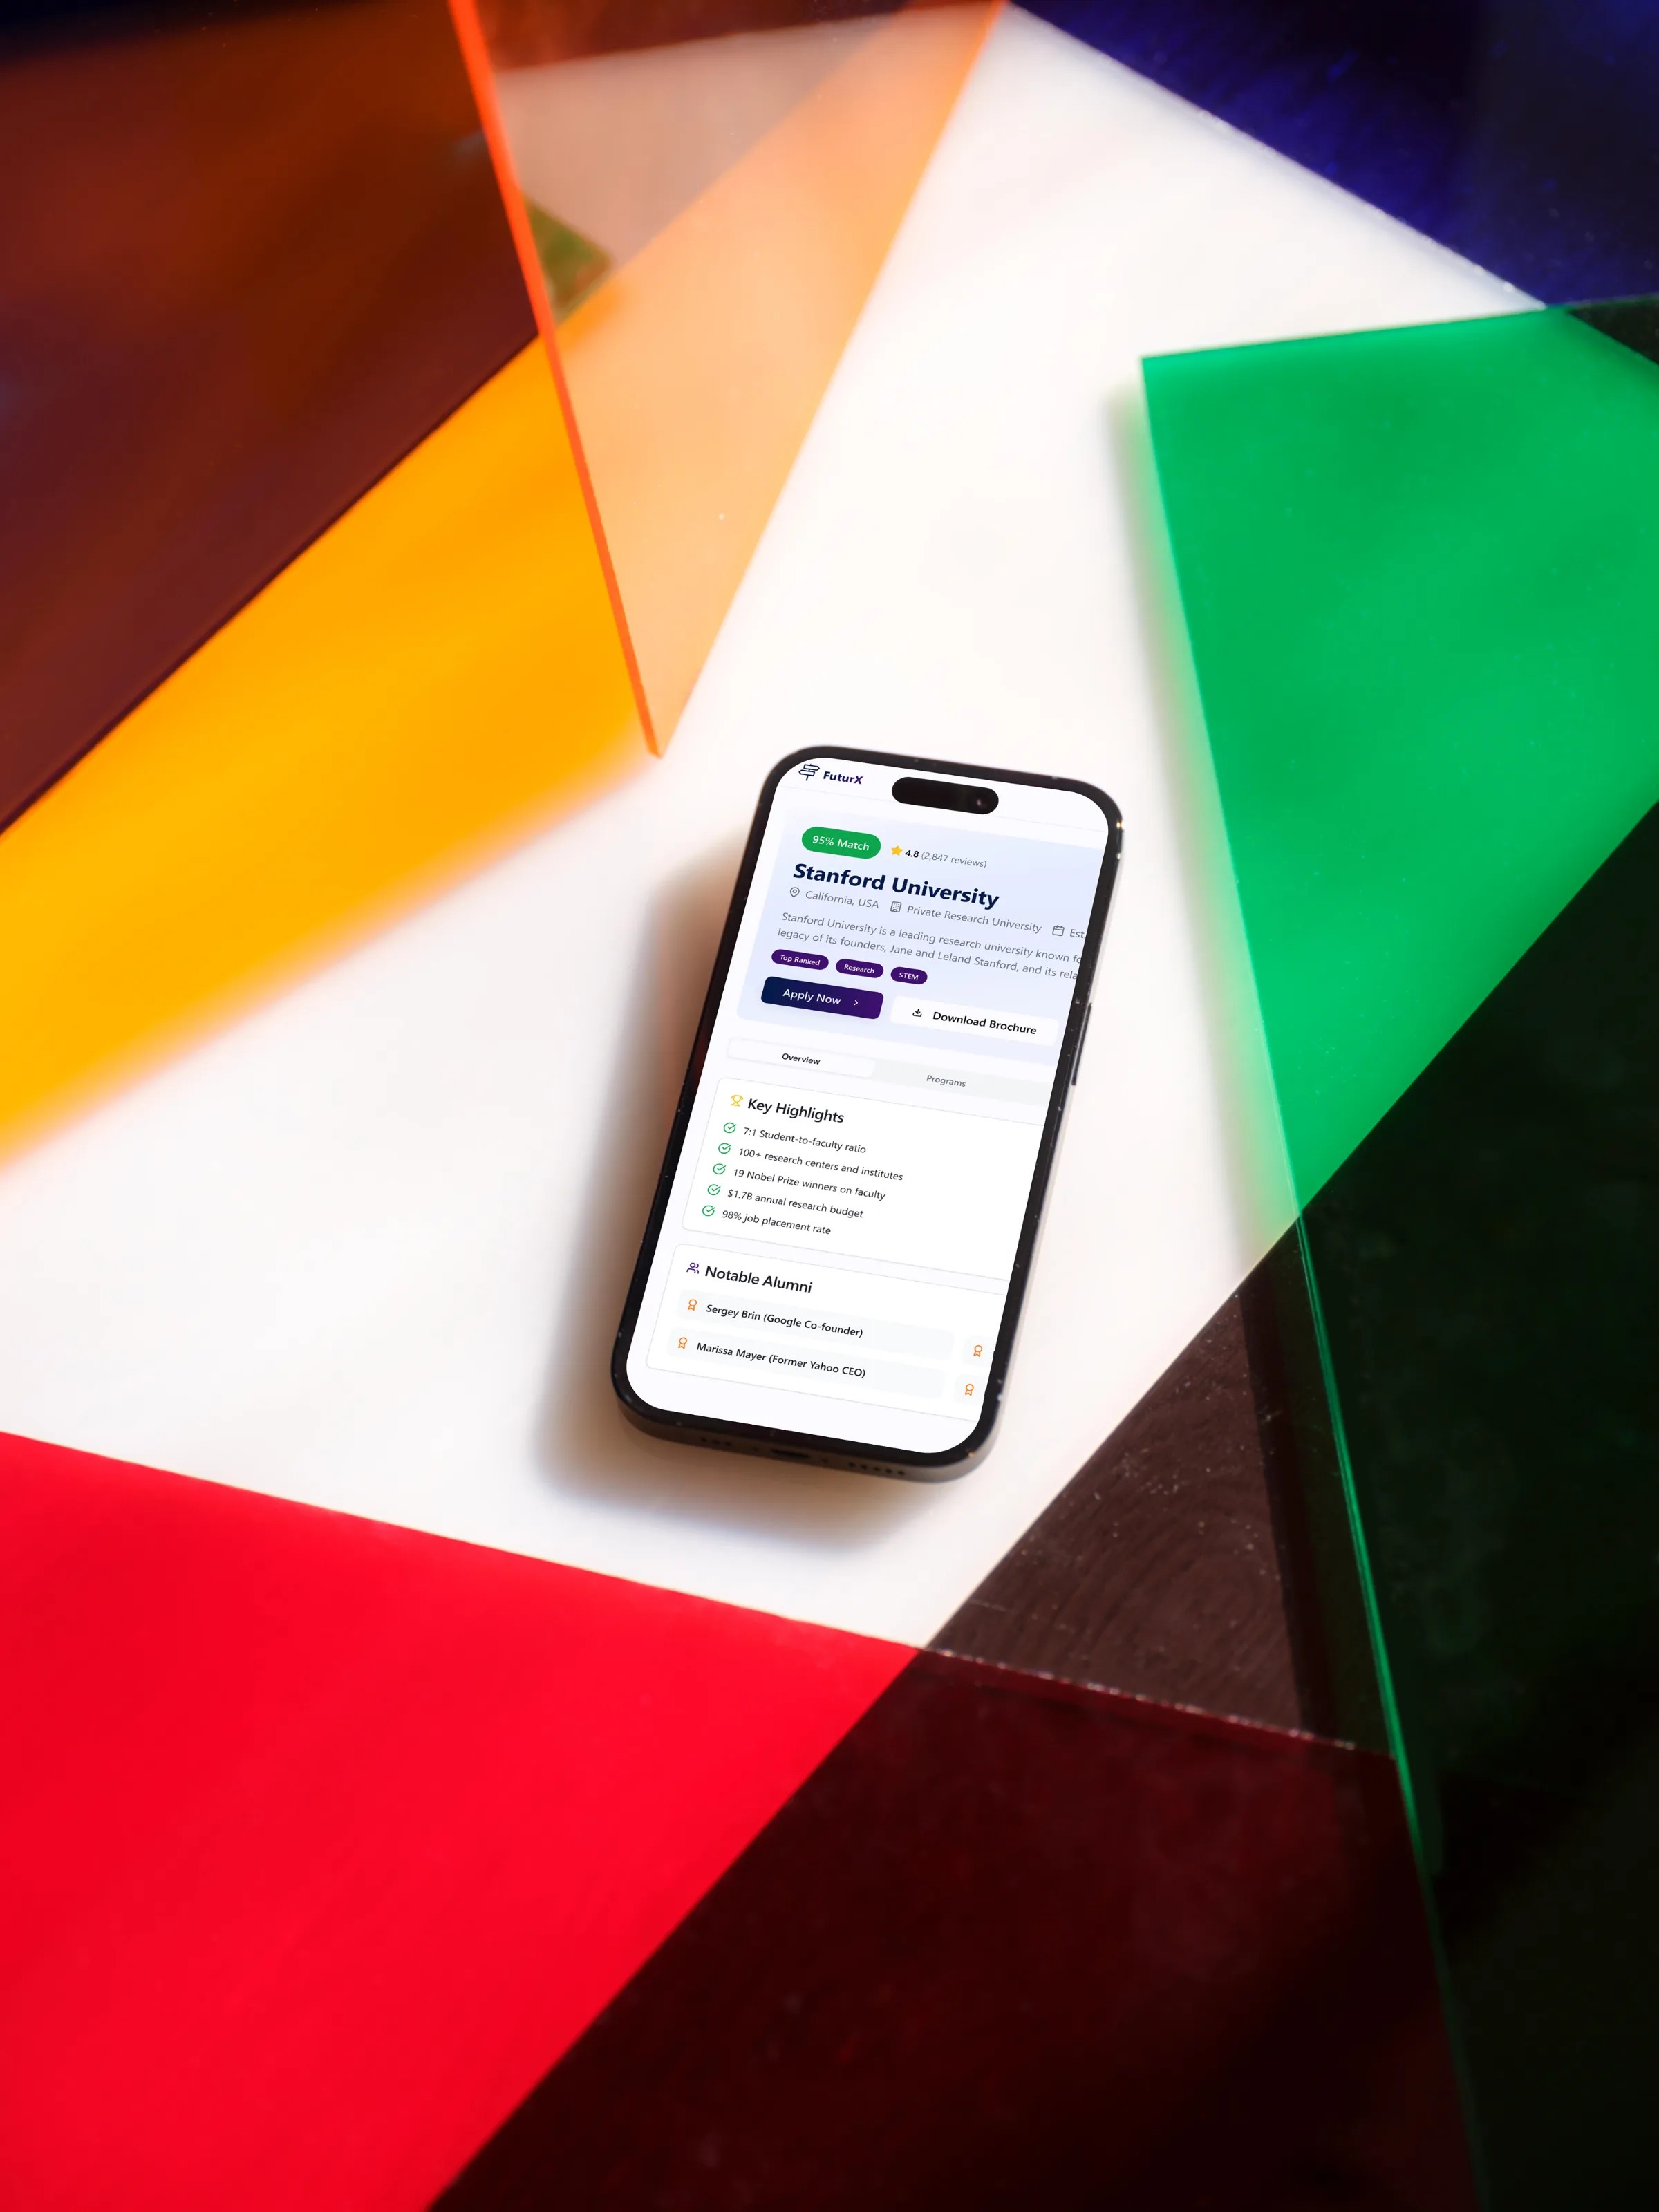 FuturX
95% Match
4.8 (2,847 reviews)
Stanford University
California, USA Private Research University Est.
Stanford University is a leading research university known
legacy of its founders, Jane and Leland Stanford, and its
Top Ranked Research STEM
Apply Now
Download Brochure
Overview Programs
Key Highlights
7:1 Student-to-faculty ratio
100+ research centers and institutes
19 Nobel Prize winners on faculty
$1.7B annual research budget
98% job placement rate
Notable Alumni
Sergey Brin (Google Co-founder)
Marissa Mayer (Former Yahoo CEO)